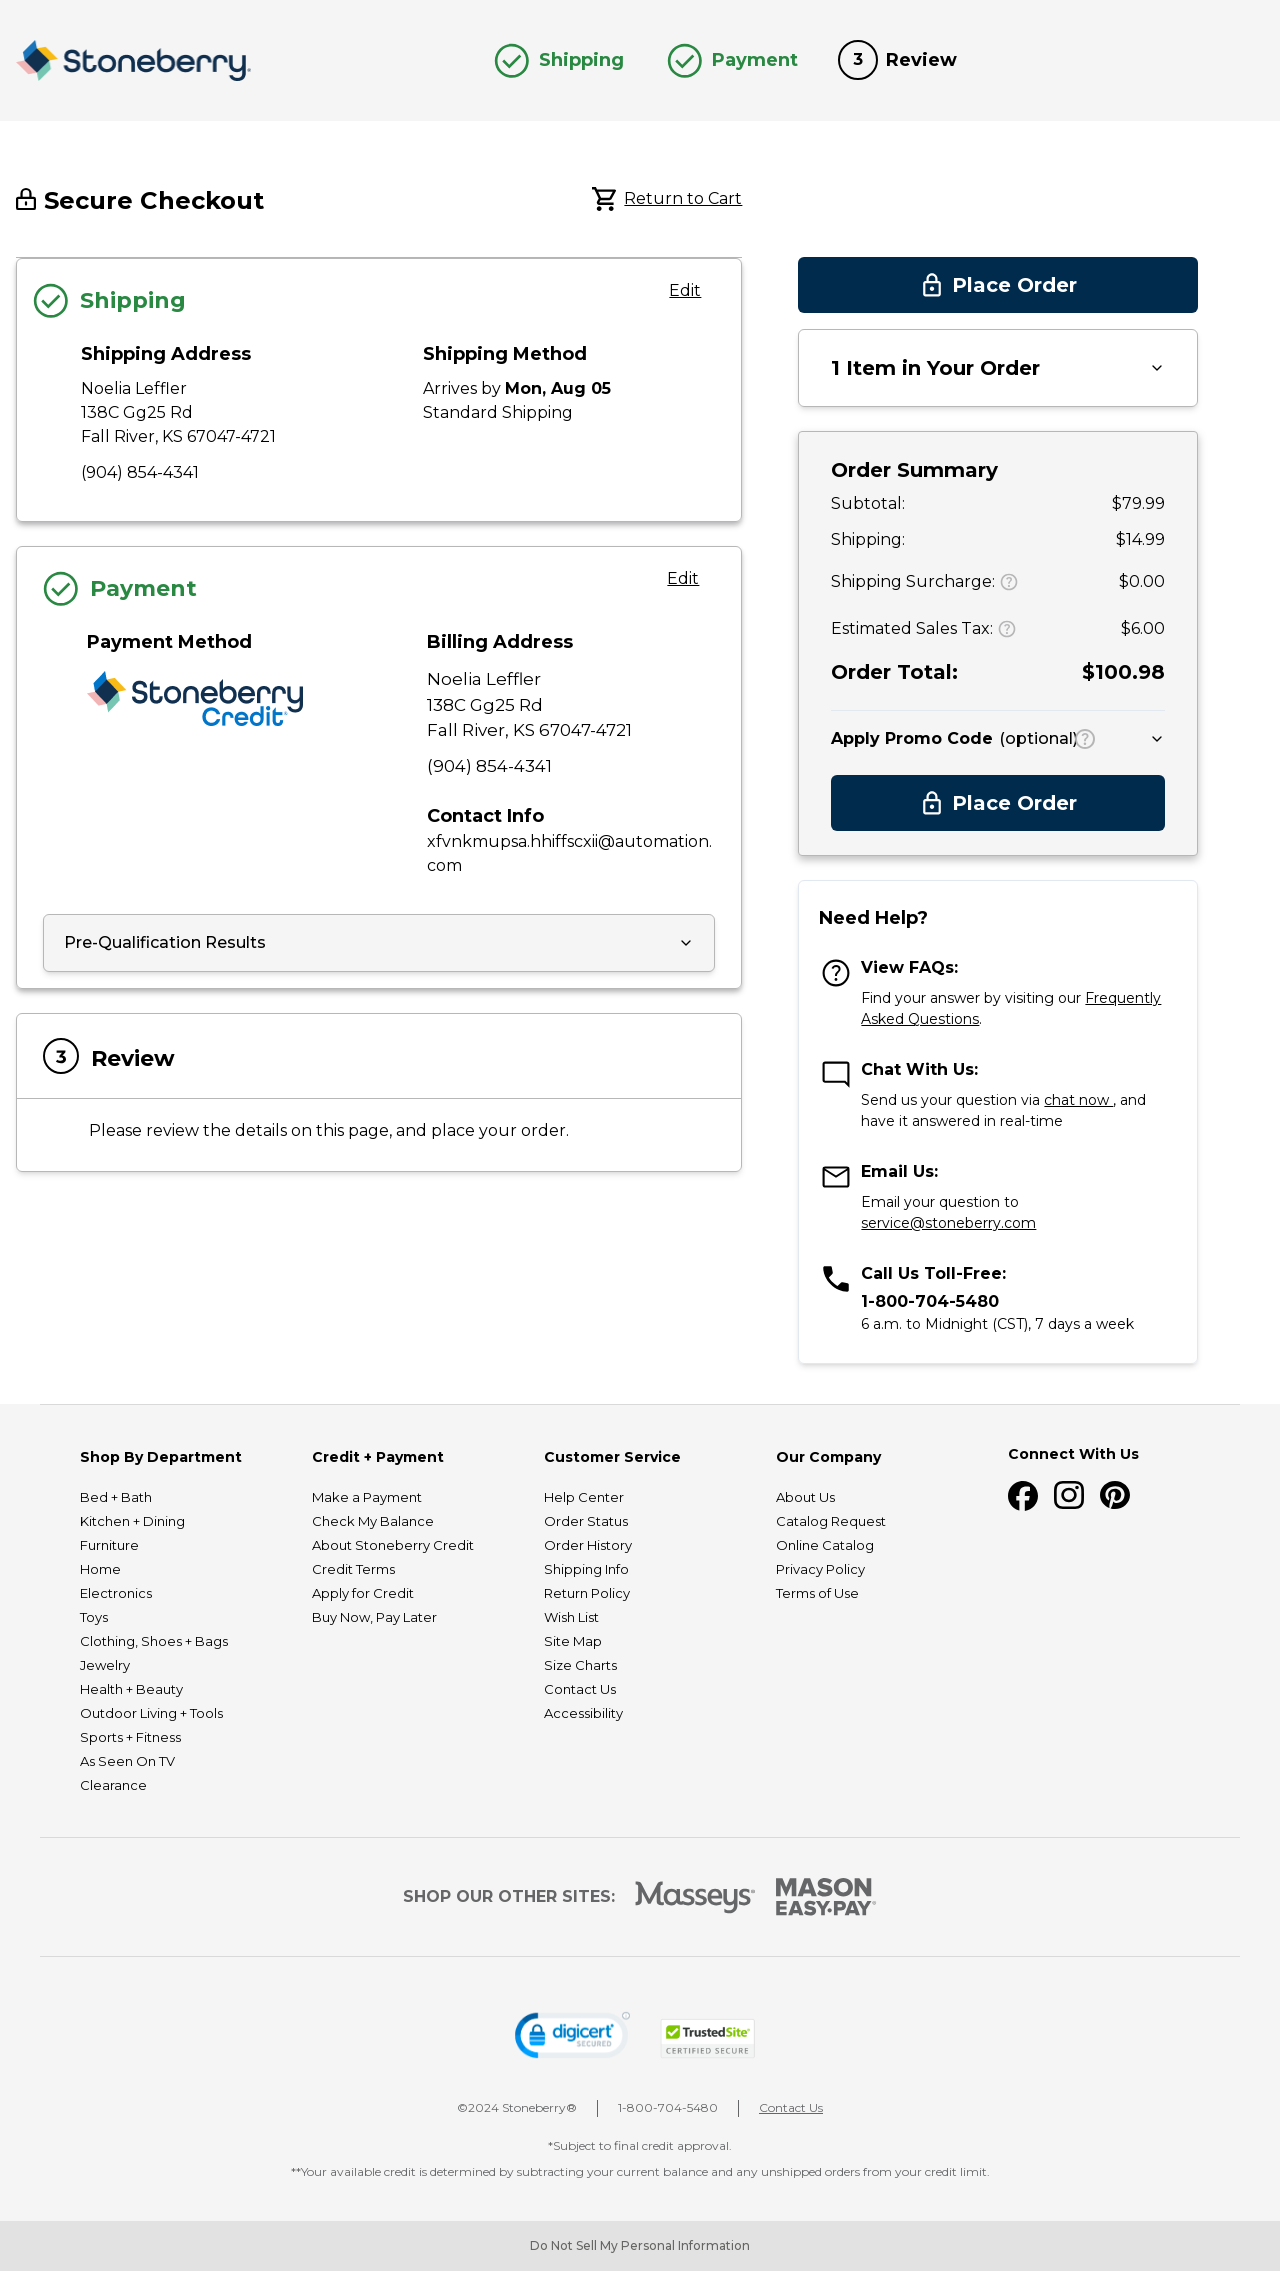 Stoneberry
Shipping
Payment
3
Review
Secure Checkout
Return to Cart
Shipping
Edit
Shipping Address
Noelia Leffler
138C Gg25 Rd
Fall River, KS 67047-4721
(904) 854-4341
Shipping Method
Arrives by Mon, Aug 05
Standard Shipping
Payment
Edit
Payment Method
Stoneberry
Credit
Billing Address
Noelia Leffler
138C Gg25 Rd
Fall River, KS 67047-4721
(904) 854-4341
Contact Info
xfvnkmupsa.hhiffscxii@automation.
com
Pre-Qualification Results
3
Review
Please review the details on this page, and place your order.
Place Order
1 Item in Your Order
Order Summary
Subtotal: $79.99
Shipping: $14.99
Shipping Surcharge: $0.00
Estimated Sales Tax: $6.00
Order Total: $100.98
Apply Promo Code (optional)
Place Order
Need Help?
View FAQs:
Find your answer by visiting our Frequently
Asked Questions.
Chat With Us:
Send us your question via chat now , and
have it answered in real-time
Email Us:
Email your question to
service@stoneberry.com
Call Us Toll-Free:
1-800-704-5480
6 a.m. to Midnight (CST), 7 days a week
Shop By Department
Bed + Bath
Kitchen + Dining
Furniture
Home
Electronics
Toys
Clothing, Shoes + Bags
Jewelry
Health + Beauty
Outdoor Living + Tools
Sports + Fitness
As Seen On TV
Clearance
Credit + Payment
Make a Payment
Check My Balance
About Stoneberry Credit
Credit Terms
Apply for Credit
Buy Now, Pay Later
Customer Service
Help Center
Order Status
Order History
Shipping Info
Return Policy
Wish List
Site Map
Size Charts
Contact Us
Accessibility
Our Company
About Us
Catalog Request
Online Catalog
Privacy Policy
Terms of Use
Connect With Us
SHOP OUR OTHER SITES:
Masseys
MASON
EASY·PAY
digicert
SECURED
TrustedSite
CERTIFIED SECURE
©2024 Stoneberry®
1-800-704-5480
Contact Us
*Subject to final credit approval.
**Your available credit is determined by subtracting your current balance and any unshipped orders from your credit limit.
Do Not Sell My Personal Information